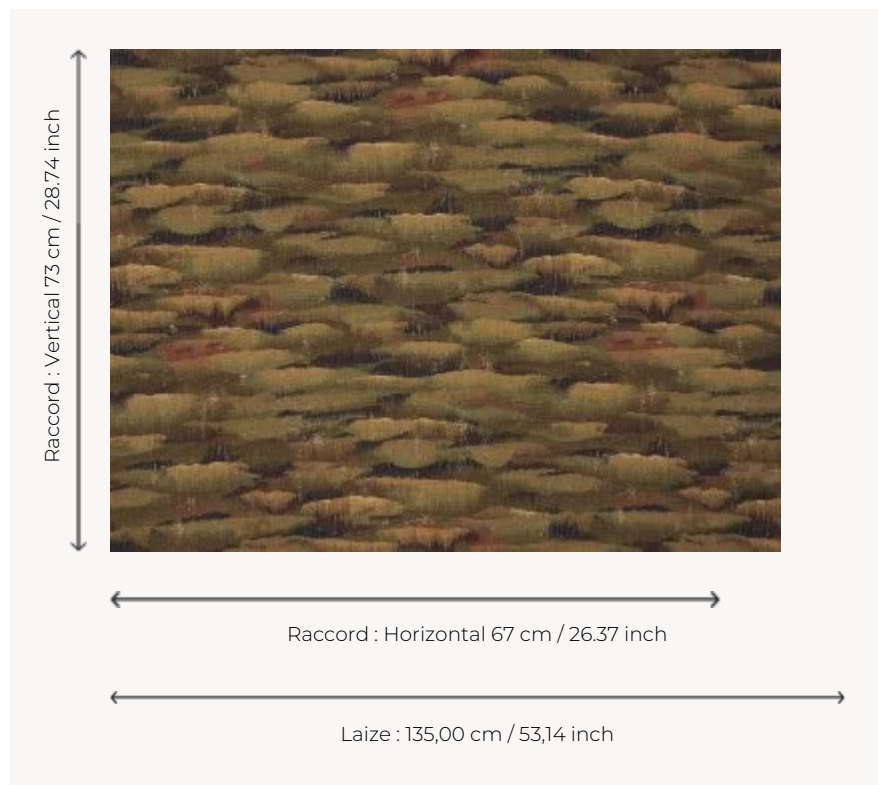 Raccord : Vertical 73 cm / 28.74 inch
Raccord : Horizontal 67 cm / 26.37 inch
Laize : 135,00 cm / 53,14 inch